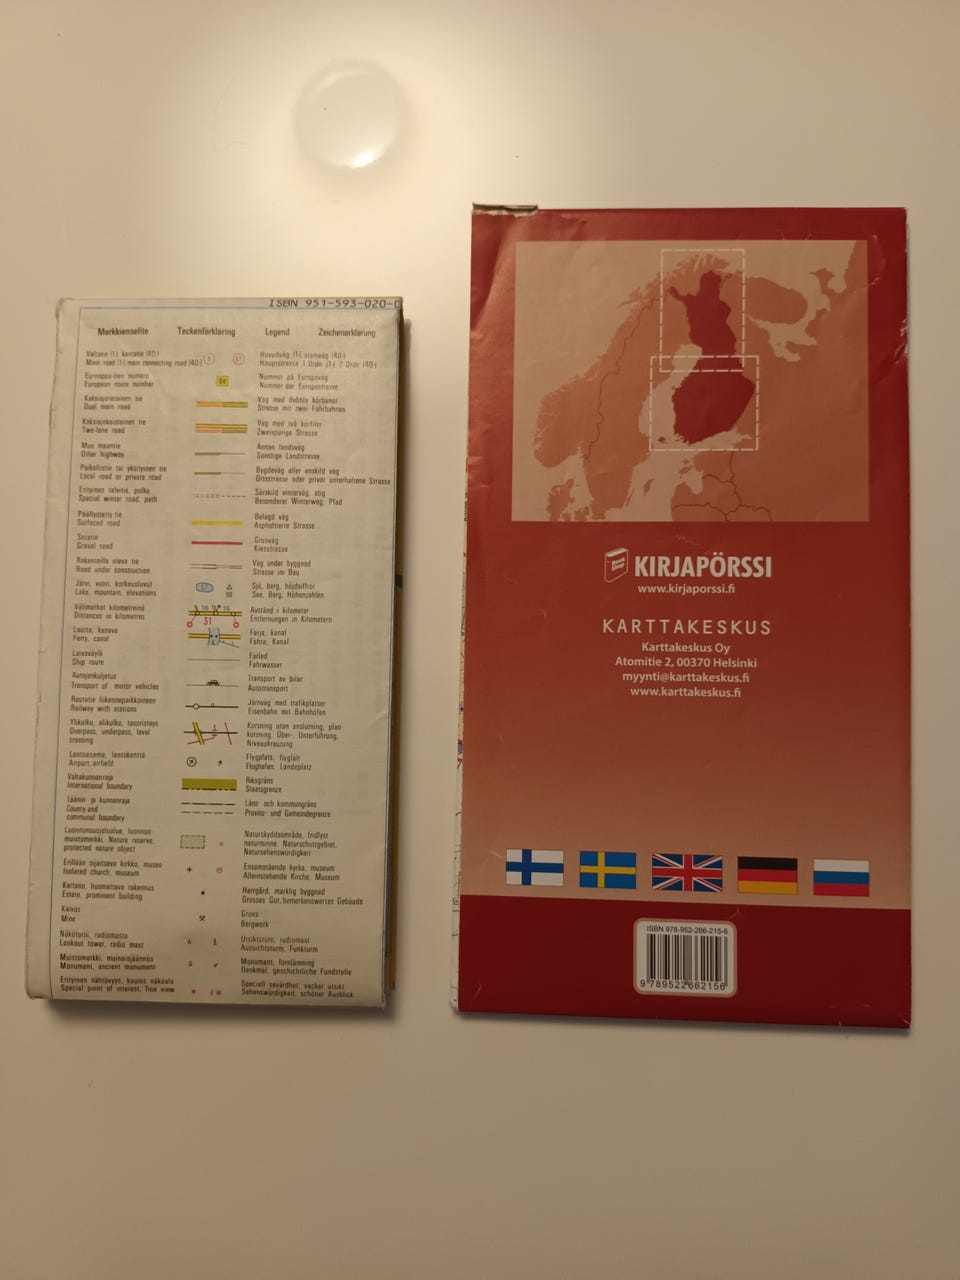 ISBN 951-593-020-0
Merkkienselite Teckenförklaring Legend Zeichenerklärung
Valtatie (1), kantatie (40)
Main road (1) main connecting road (40)
Huvudväg (1), stamväg (40)
Hauptstrasse 1. Ordn. (1) 2. Ordn. (40)
Eurooppa-tien numero
European route number
Nummer på Europaväg
Nummer der Europastrasse
Kaksiajoratainen tie
Dual main road
Väg med dubbla körbanor
Strasse mit zwei Fahrbahnen
Kaksiajokaistainen tie
Two-lane road
Väg med två körfiler
Zweispurige Strasse
Muu maantie
Other highway
Annan landsväg
Sonstige Landstrasse
Paikallistie tai yksityinen tie
Local road or private road
Bygdeväg eller enskild väg
Ortsstrasse oder privat unterhaltene Strasse
Erityinen talvitie, polku
Special winter road, path
Särskild vinterväg, stig
Besonderer Winterweg, Pfad
Päällystetty tie
Surfaced road
Belagd väg
Asphaltierte Strasse
Soratie
Gravel road
Grusväg
Kiesstrasse
Rakenteilla oleva tie
Road under construction
Väg under byggnad
Strasse im Bau
Järvi, vuori, korkeusluvut
Lake, mountain, elevations
57 99
Sjö, berg, höjdsiffror
See, Berg, Höhenzahlen
Välimatkat kilometreinä
Distances in kilometres
16 15
31
Avstånd i kilometer
Entfernungen in Kilometern
Lautta, kanava
Ferry, canal
Färja, kanal
Fähre, Kanal
Laivaväylä
Ship route
Farled
Fahrwasser
Autojenkuljetus
Transport of motor vehicles
Transport av bilar
Autotransport
Rautatie liikennepaikkoineen
Railway with stations
Järnväg med trafikplatser
Eisenbahn mit Bahnhöfen
Ylikulku, alikulku, tasoristeys
Overpass, underpass, level
crossing
Korsning utan anslutning, plan-
korsning, Über-, Unterführung,
Niveaukreuzung
Lentoasema, lentokenttä
Airport, airfield
Flygplats, flygfält
Flughafen, Landeplatz
Valtakunnanraja
International boundary
Riksgräns
Staatsgrenze
Läänin- ja kunnanraja
County and
communal boundary
Läns- och kommungräns
Provinz- und Gemeindegrenze
Luonnonsuojelualue, luonnon-
muistomerkki. Nature reserve,
protected nature object
Naturskyddsområde, fridlyst
naturminne. Naturschutzgebiet,
Natursehenswürdigkeit
Erillään sijaitseva kirkko, museo
Isolated church, museum
Ensamstående kyrka, museum
Alleinstehende Kirche, Museum
Kartano, huomattava rakennus
Estate, prominent building
Herrgård, märklig byggnad
Grosses Gut, bemerkenswertes Gebäude
Kaivos
Mine
Gruva
Bergwerk
Näkötorni, radiomasto
Lookout tower, radio mast
Utsiktstorn, radiomast
Aussichtsturm, Funkturm
Muistomerkki, muinaisjäännös
Monument, ancient monument
Monument, fornlämning
Denkmal, geschichtliche Fundstelle
Erityinen nähtävyys, kaunis näköala
Special point of interest, fine view
Speciell sevärdhet, vacker utsikt
Sehenswürdigkeit, schöner Ausblick
Book
Shop
KIRJAPÖRSSI
www.kirjaporssi.fi
KARTTAKESKUS
Karttakeskus Oy
Atomitie 2, 00370 Helsinki
myynti@karttakeskus.fi
www.karttakeskus.fi
ISBN 978-952-266-215-6
9 789522 662156